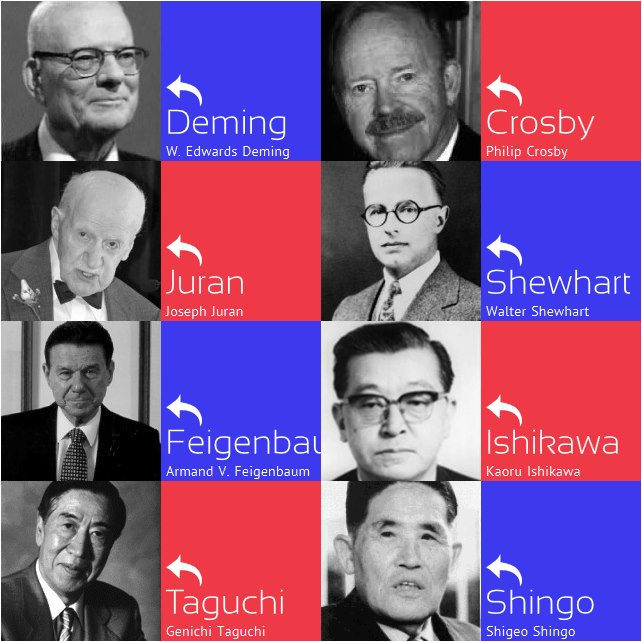 Deming
W. Edwards Deming
Crosby
Philip Crosby
Juran
Joseph Juran
Shewhart
Walter Shewhart
Feigenbau
Armand V. Feigenbaum
Ishikawa
Kaoru Ishikawa
Taguchi
Genichi Taguchi
Shingo
Shigeo Shingo